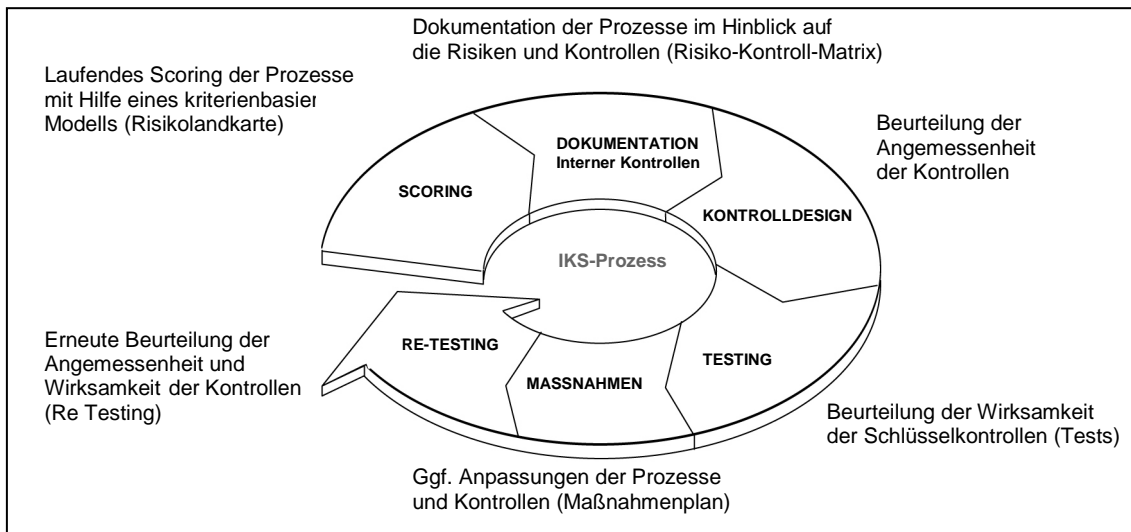 Dokumentation der Prozesse im Hinblick auf
die Risiken und Kontrollen (Risiko-Kontroll-Matrix)
Laufendes Scoring der Prozesse
mit Hilfe eines kriterienbasier
Modells (Risikolandkarte)
Beurteilung der
Angemessenheit
der Kontrollen
DOKUMENTATION
Interner Kontrollen
SCORING
KONTROLLDESIGN
IKS-Prozess
Erneute Beurteilung der
Angemessenheit und
Wirksamkeit der Kontrollen
(Re Testing)
RE-TESTING
MASSNAHMEN
TESTING
Beurteilung der Wirksamkeit
der Schlüsselkontrollen (Tests)
Ggf. Anpassungen der Prozesse
und Kontrollen (Maßnahmenplan)